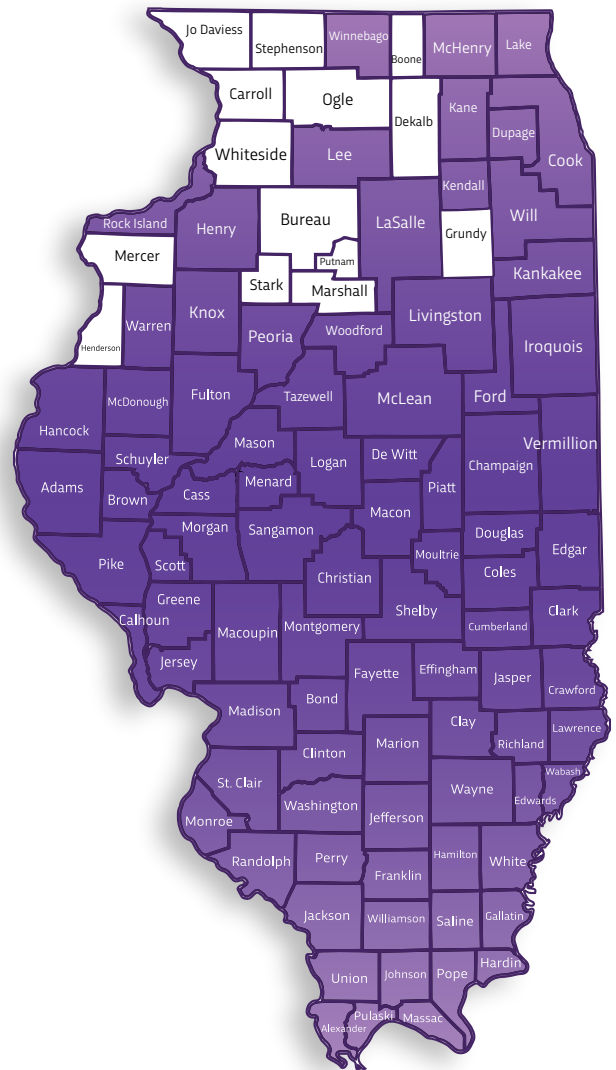 Jo Daviess
Stephenson
Winnebago
Boone
McHenry
Lake
Carroll
Ogle
Dekalb
Kane
Dupage
Cook
Whiteside
Lee
Kendall
Rock Island
Henry
Bureau
LaSalle
Grundy
Will
Mercer
Putnam
Kankakee
Stark
Marshall
Henderson
Warren
Knox
Peoria
Woodford
Livingston
Iroquois
Hancock
McDonough
Fulton
Tazewell
McLean
Ford
Mason
Vermillion
Schuyler
Logan
De Witt
Champaign
Adams
Brown
Cass
Menard
Piatt
Macon
Morgan
Sangamon
Douglas
Edgar
Pike
Scott
Moultrie
Christian
Coles
Greene
Shelby
Clark
Calhoun
Macoupin
Montgomery
Cumberland
Jersey
Fayette
Effingham
Jasper
Crawford
Madison
Bond
Clay
Lawrence
Clinton
Marion
Richland
St. Clair
Wabash
Wayne
Washington
Edwards
Monroe
Jefferson
Randolph
Perry
Hamilton
White
Franklin
Jackson
Williamson
Saline
Gallatin
Union
Johnson
Pope
Hardin
Alexander
Pulaski
Massac